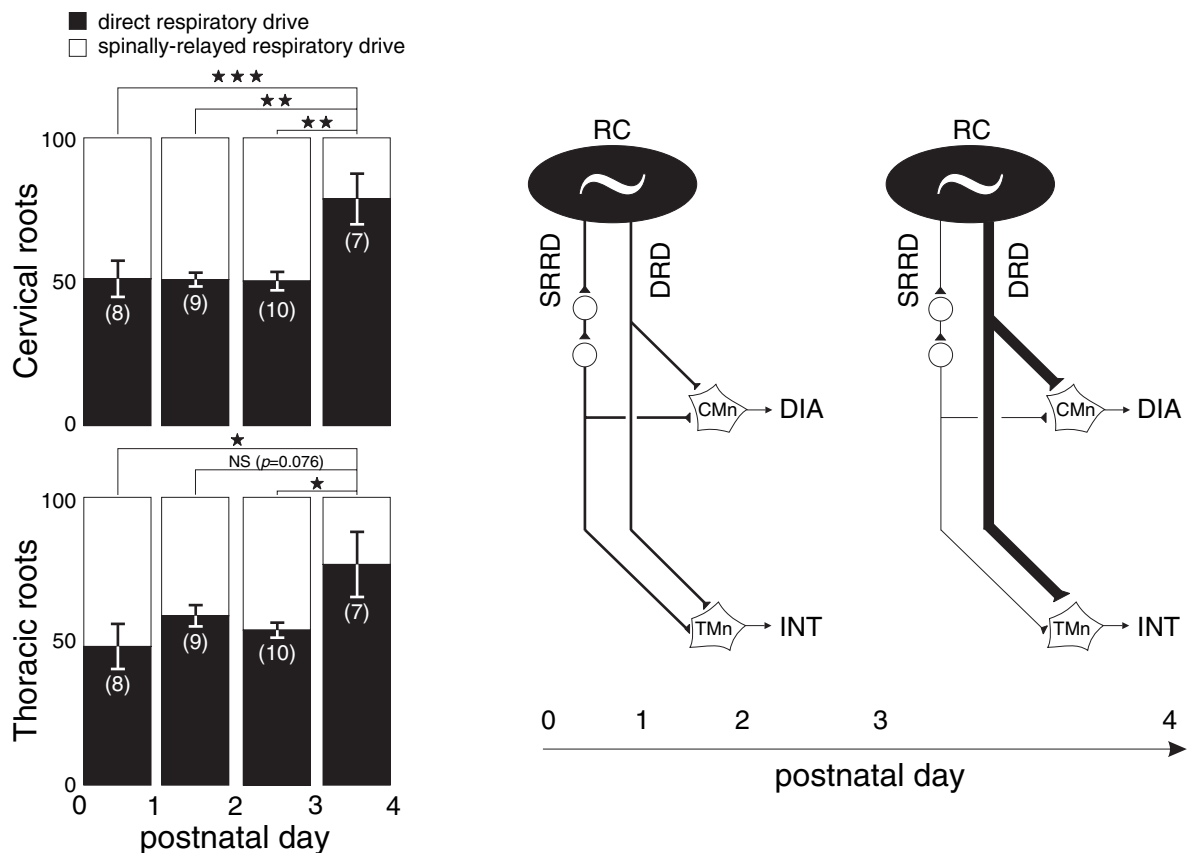 direct respiratory drive
spinally-relayed respiratory drive
★ ★ ★
★ ★
★ ★
100
50
0
Cervical roots
(8)
(9)
(10)
(7)
★
NS (p=0.076)
★
100
50
0
Thoracic roots
(8)
(9)
(10)
(7)
0 1 2 3 4
postnatal day
RC
~
SRRD
DRD
CMn
DIA
TMn
INT
RC
~
SRRD
DRD
CMn
DIA
TMn
INT
0 1 2 3 4
postnatal day